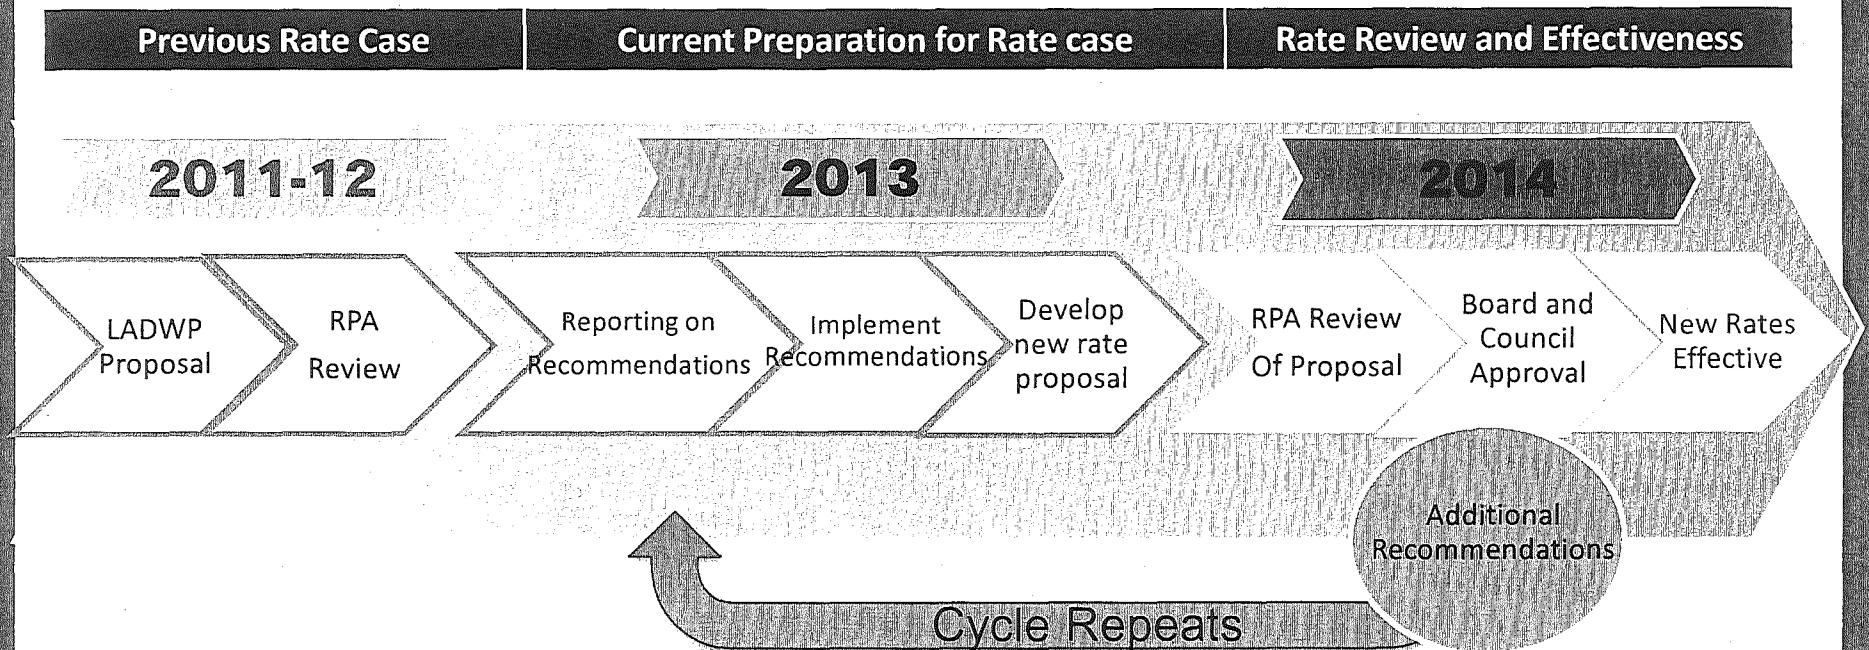 Previous Rate Case
Current Preparation for Rate case
Rate Review and Effectiveness
2011-12
2013
2014
LADWP
Proposal
RPA
Review
Reporting on
Recommendations
Implement
Recommendations
Develop
new rate
proposal
RPA Review
Of Proposal
Board and
Council
Approval
New Rates
Effective
Additional
Recommendations
Cycle Repeats